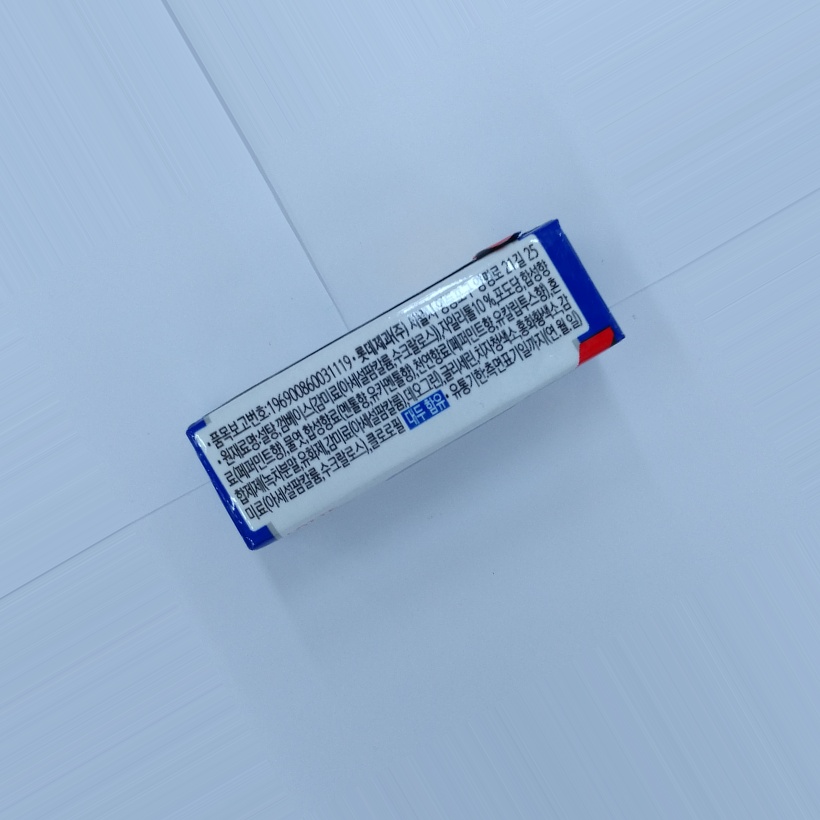 •품목보고번호:196900860031119•롯데제과(주) 서울시 영등포구 양평로 21길 25
•원재료명:설탕,껌베이스{감미료(아세설팜칼륨,수크랄로스)},자일리톨10%,포도당,합성향
료(페퍼민트향),물엿,합성향료(멘톨향,유카멘톨향),천연향료(페퍼민트향,유칼립투스향),혼
합제제{녹차분말,유화제,감미료(아세설팜칼륨),데오그린},글리세린,치자청색소,홍화황색소,감
미료(아세설팜칼륨,수크랄로스),클로로필 대두 함유 •유통기한:측면표기일까지(연.월.일)